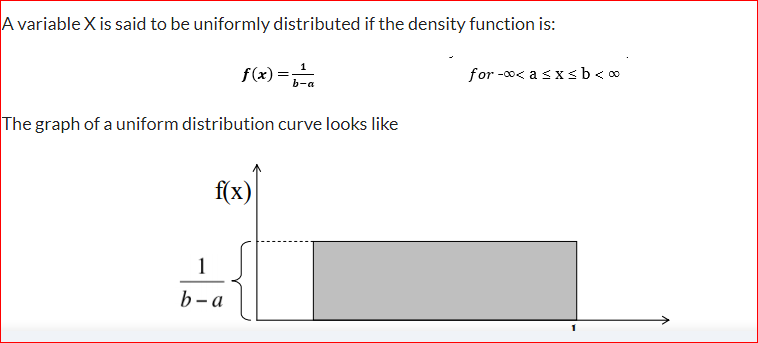 A variable X is said to be uniformly distributed if the density function is:
f(x) = 1/b−a for -∞< a ≤ x ≤ b < ∞
The graph of a uniform distribution curve looks like
f(x)
1
b − a
1